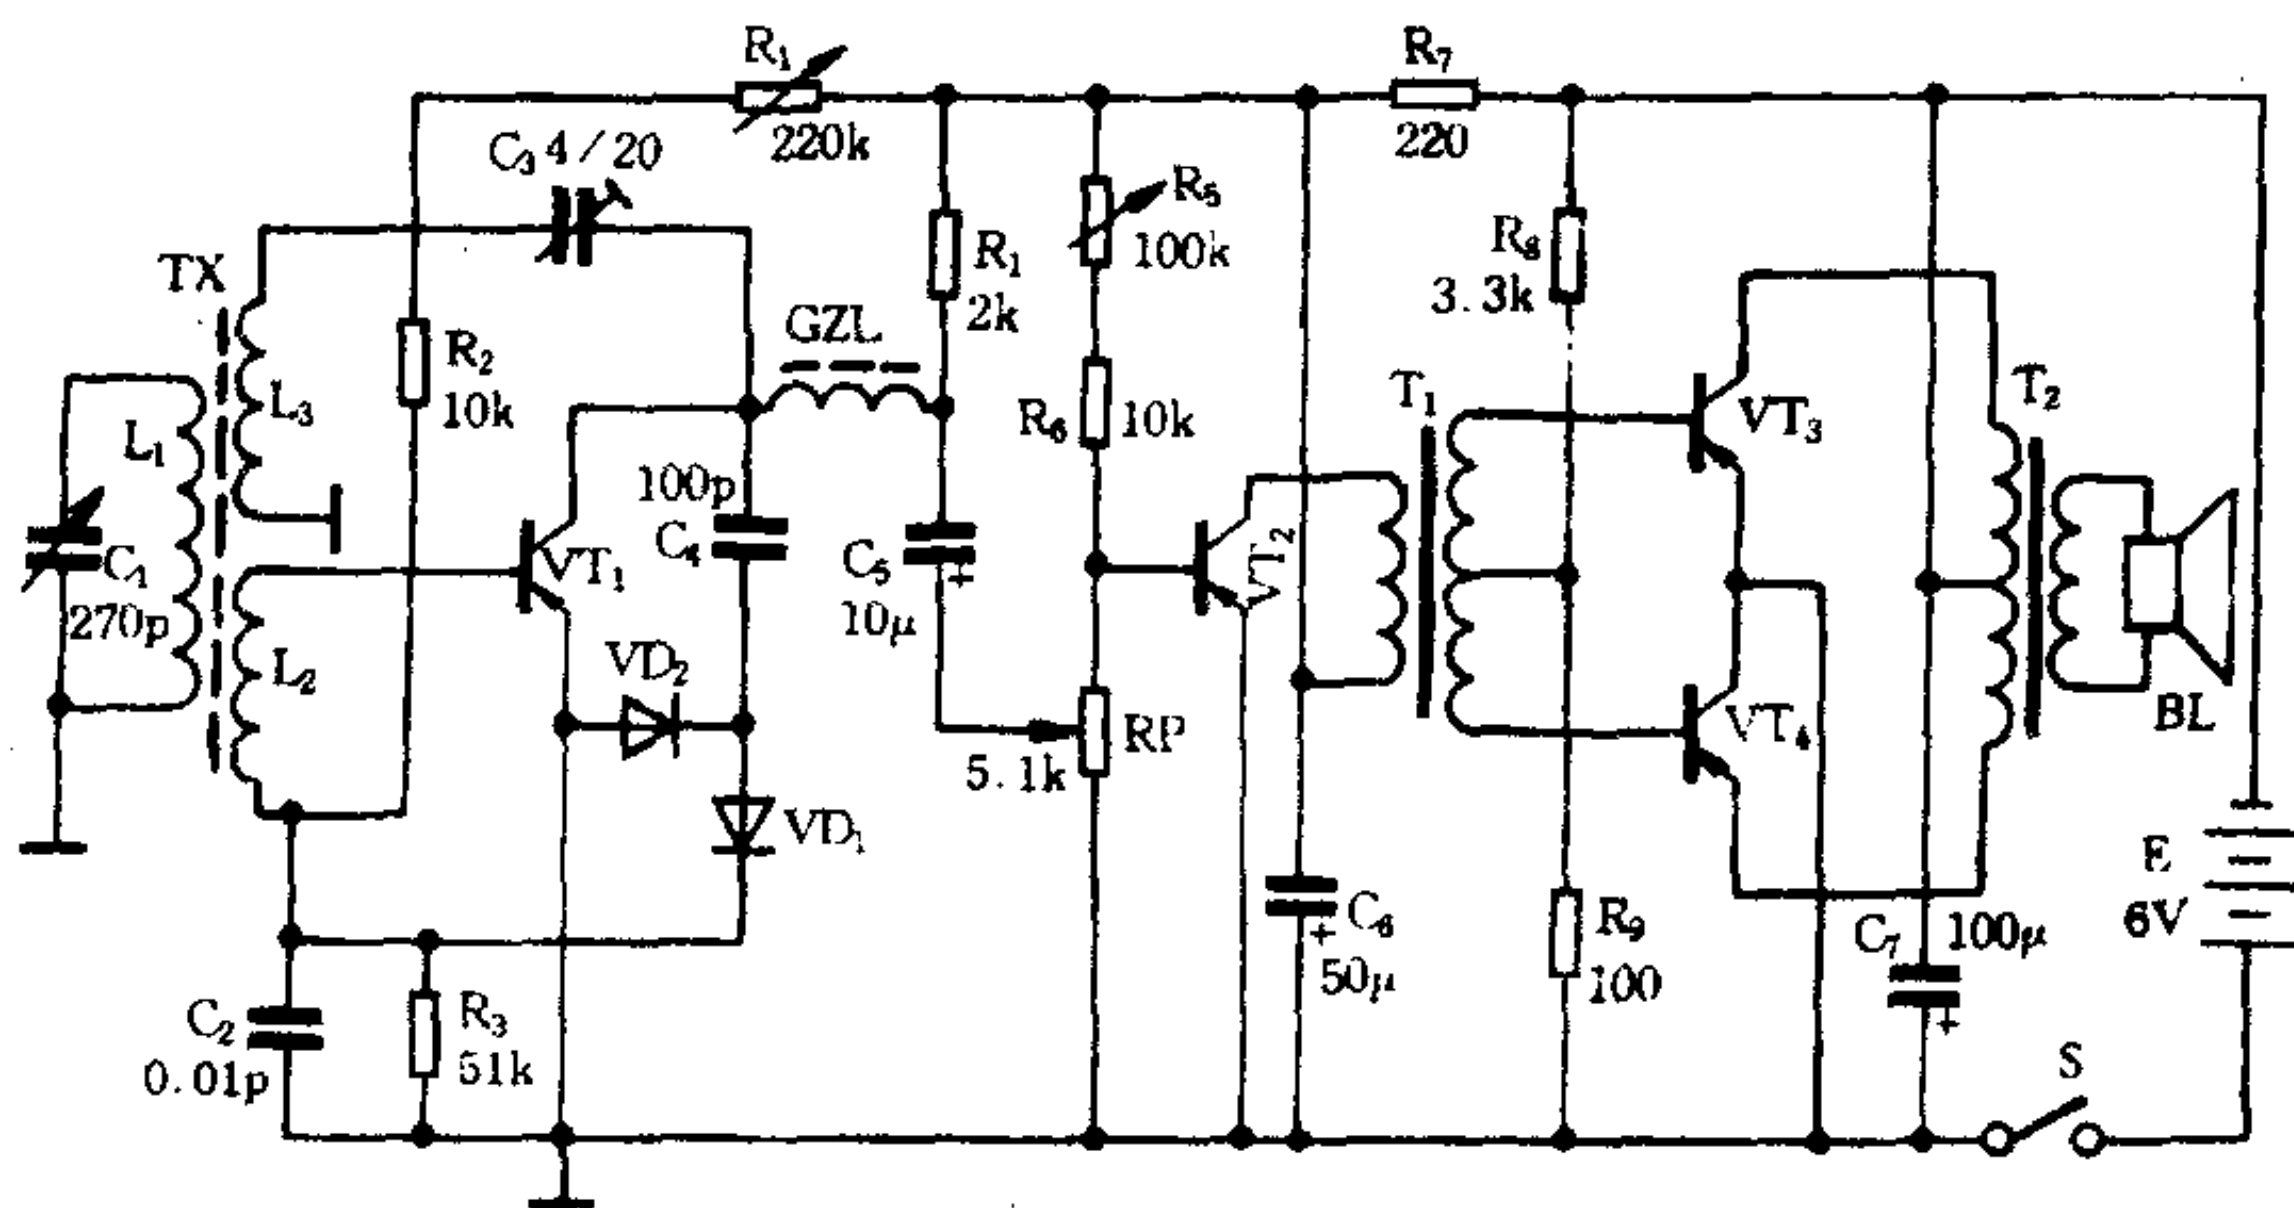 R₁
220k
R₇
220
C₃ 4/20
R₅
100k
R₈
3.3k
TX
R₁
2k
R₂
10k
GZL
L₁
L₃
R₆
10k
T₁
VT₃
T₂
100p
C₄
C₁
270p
VT₁
C₅
10μ
VT₂
L₂
VD₂
RP
5.1k
VT₄
BL
VD₁
E
6V
C₆
50μ
R₉
100
C₇
100μ
C₂
0.01p
R₃
51k
S
+
+
+